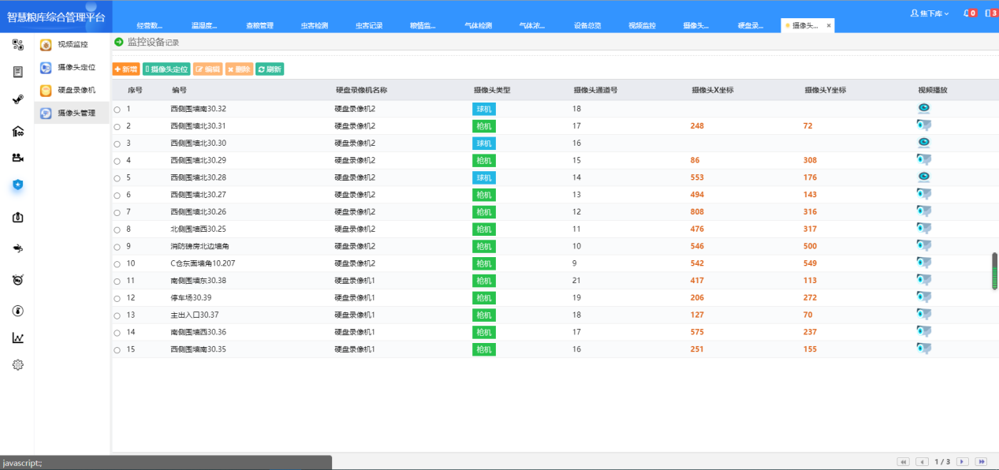 智慧粮库综合管理平台
经营数... 温湿度... 查粮管理 虫害检测 虫害记录 粮情监... 气体检测 气体浓... 设备总览 视频监控 摄像头... 硬盘录... 摄像头... ×
焦下库 0 3
视频监控
摄像头定位
硬盘录像机
摄像头管理
监控设备记录
新增 摄像头定位 编辑 删除 刷新
序号 编号 硬盘录像机名称 摄像头类型 摄像头通道号 摄像头X坐标 摄像头Y坐标 视频播放
1 西侧围墙南30.32 硬盘录像机2 球机 18
2 西侧围墙北30.31 硬盘录像机2 枪机 17 248 72
3 西侧围墙北30.30 硬盘录像机2 球机 16
4 西侧围墙北30.29 硬盘录像机2 枪机 15 86 308
5 西侧围墙北30.28 硬盘录像机2 球机 14 553 176
6 西侧围墙北30.27 硬盘录像机2 枪机 13 494 143
7 西侧围墙北30.26 硬盘录像机2 枪机 12 808 316
8 北侧围墙西30.25 硬盘录像机2 枪机 11 476 317
9 消防磅房北边墙角 硬盘录像机2 枪机 10 546 500
10 C仓东面墙角10.207 硬盘录像机2 枪机 9 542 549
11 南侧围墙东30.38 硬盘录像机1 枪机 21 417 113
12 停车场30.39 硬盘录像机1 枪机 19 206 272
13 主出入口30.37 硬盘录像机1 枪机 18 127 70
14 南侧围墙西30.36 硬盘录像机1 枪机 17 575 237
15 西侧围墙南30.35 硬盘录像机1 枪机 16 251 155
1 / 3
javascript:;